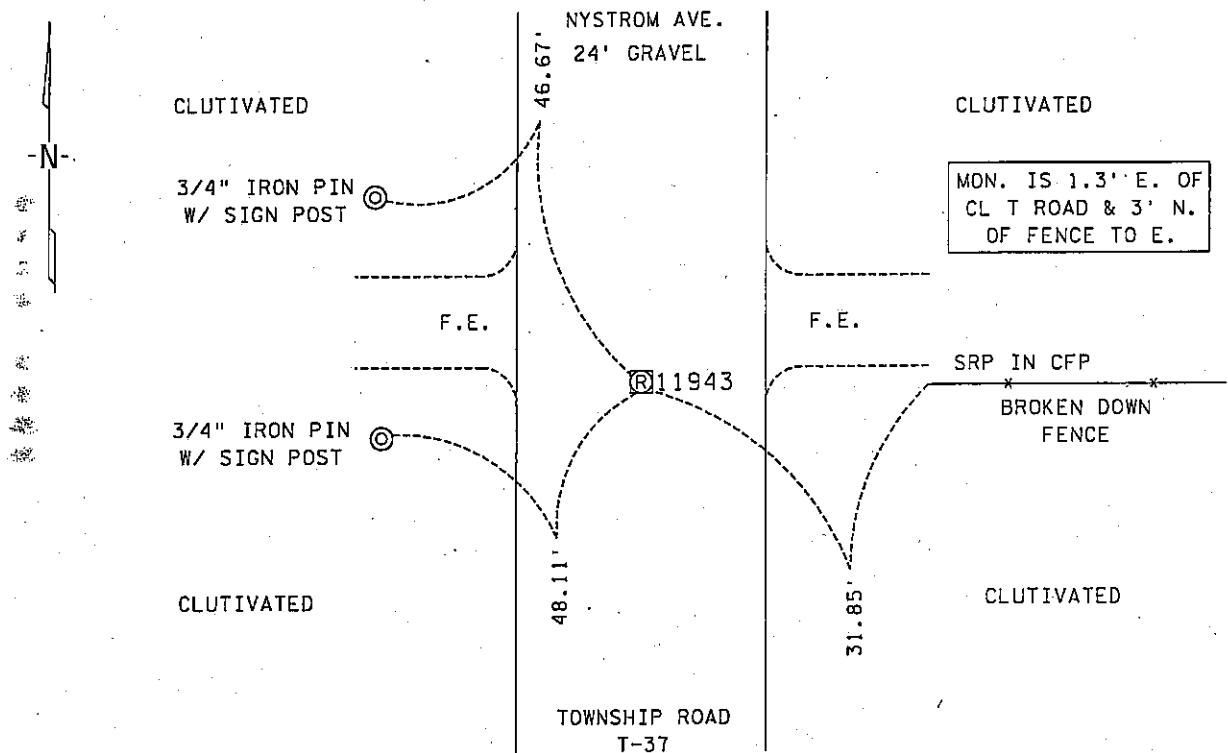 NYSTROM AVE.
24' GRAVEL
46.67'
CLUTIVATED
CLUTIVATED
-N-
3/4" IRON PIN
W/ SIGN POST
MON. IS 1.3' E. OF
CL T ROAD & 3' N.
OF FENCE TO E.
F.E.
F.E.
R 11943
SRP IN CFP
BROKEN DOWN
FENCE
3/4" IRON PIN
W/ SIGN POST
48.11'
31.85'
CLUTIVATED
CLUTIVATED
TOWNSHIP ROAD
T-37